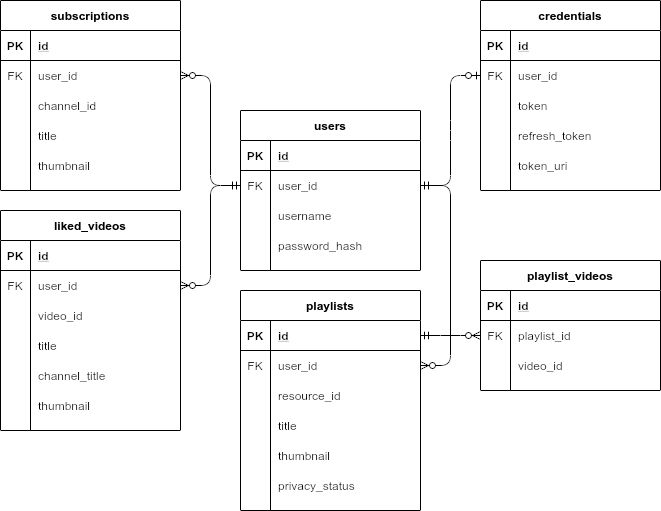 subscriptions
PK id
FK user_id
channel_id
title
thumbnail
liked_videos
PK id
FK user_id
video_id
title
channel_title
thumbnail
users
PK id
FK user_id
username
password_hash
playlists
PK id
FK user_id
resource_id
title
thumbnail
privacy_status
credentials
PK id
FK user_id
token
refresh_token
token_uri
playlist_videos
PK id
FK playlist_id
video_id